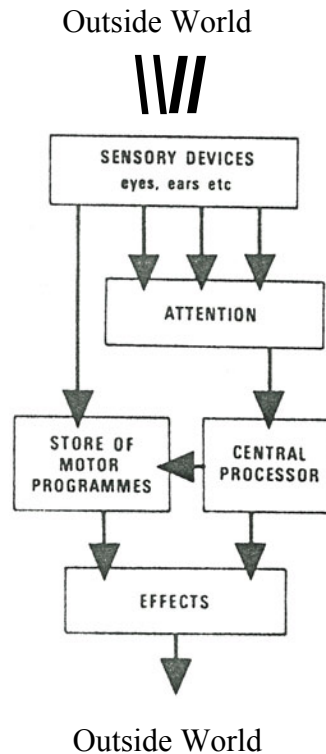 Outside World
SENSORY DEVICES
eyes, ears etc
ATTENTION
STORE OF
MOTOR
PROGRAMMES
CENTRAL
PROCESSOR
EFFECTS
Outside World